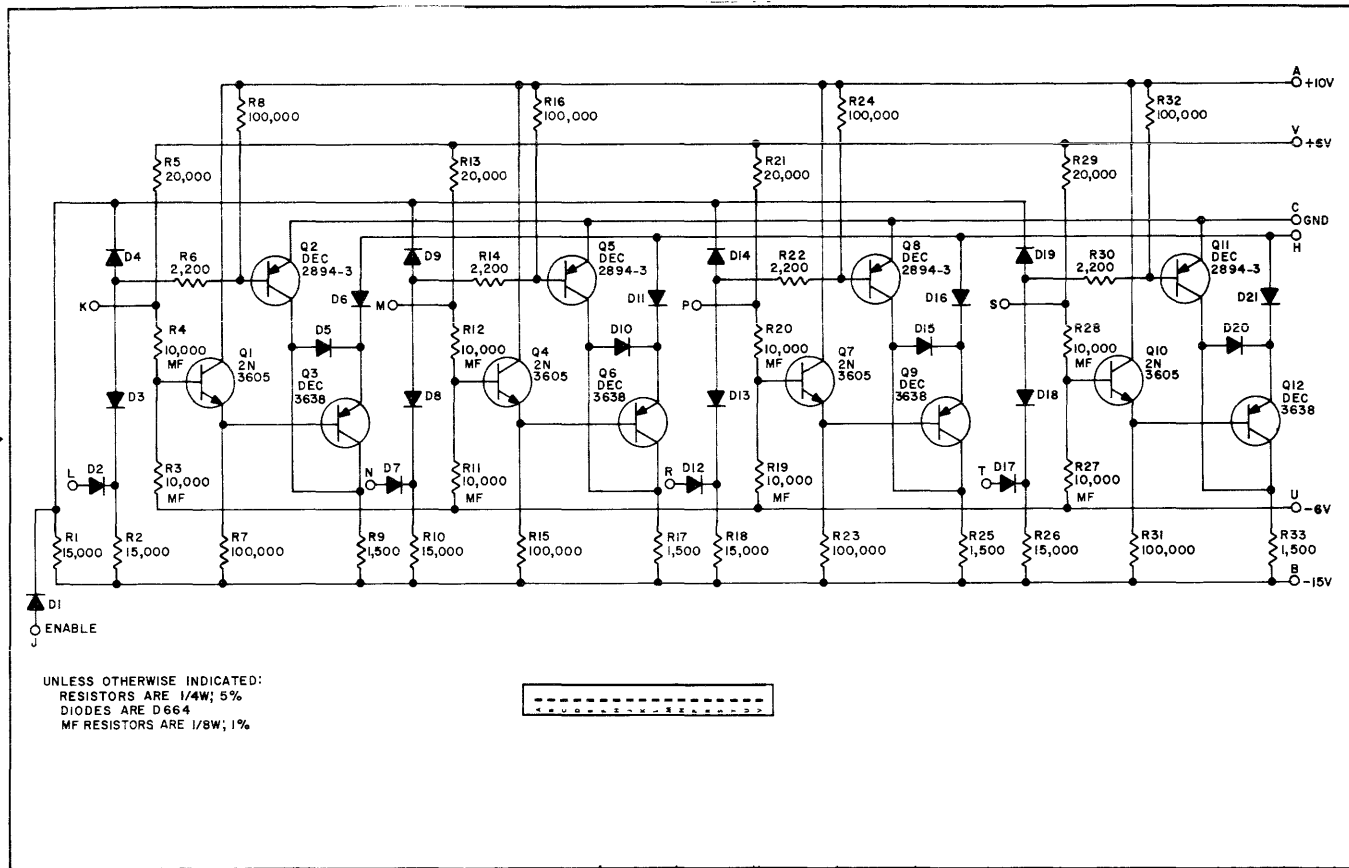 A
+10V
R8
100,000
R16
100,000
R24
100,000
R32
100,000
V
+5V
R5
20,000
R13
20,000
R21
20,000
R29
20,000
C
GND
H
D4
R6
2,200
Q2
DEC
2894-3
D9
R14
2,200
Q5
DEC
2894-3
D14
R22
2,200
Q8
DEC
2894-3
D19
R30
2,200
Q11
DEC
2894-3
K
D6
M
D11
P
D16
S
D21
R4
10,000
MF
Q1
2N
3605
D5
R12
10,000
MF
Q4
2N
3605
D10
R20
10,000
MF
Q7
2N
3605
D15
R28
10,000
MF
Q10
2N
3605
D20
D3
Q3
DEC
3638
D8
Q6
DEC
3638
D13
Q9
DEC
3638
D18
Q12
DEC
3638
L
D2
R3
10,000
MF
N
D7
R11
10,000
MF
R
D12
R19
10,000
MF
T
D17
R27
10,000
MF
U
-6V
R1
15,000
R2
15,000
R7
100,000
R9
1,500
R10
15,000
R15
100,000
R17
1,500
R18
15,000
R23
100,000
R25
1,500
R26
15,000
R31
100,000
R33
1,500
B
-15V
D1
ENABLE
J
UNLESS OTHERWISE INDICATED:
RESISTORS ARE 1/4W; 5%
DIODES ARE D664
MF RESISTORS ARE 1/8W; 1%
A B C D E F H J K L M N P R S T U V